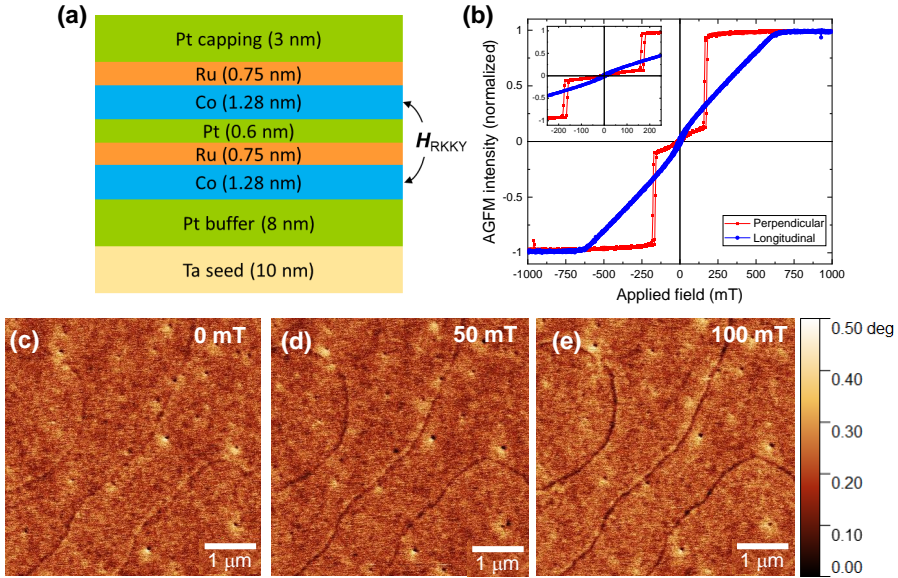 (a)
Pt capping (3 nm)
Ru (0.75 nm)
Co (1.28 nm)
Pt (0.6 nm)
Ru (0.75 nm)
Co (1.28 nm)
Pt buffer (8 nm)
Ta seed (10 nm)
HRKKY
(b)
AGFM intensity (normalized)
1
0.5
0
-0.5
-1
-1000 -750 -500 -250 0 250 500 750 1000
Applied field (mT)
1
0.5
0
-0.5
-1
-200 -100 0 100 200
Perpendicular
Longitudinal
(c)
0 mT
1 μm
(d)
50 mT
1 μm
(e)
100 mT
1 μm
0.50 deg
0.40
0.30
0.20
0.10
0.00